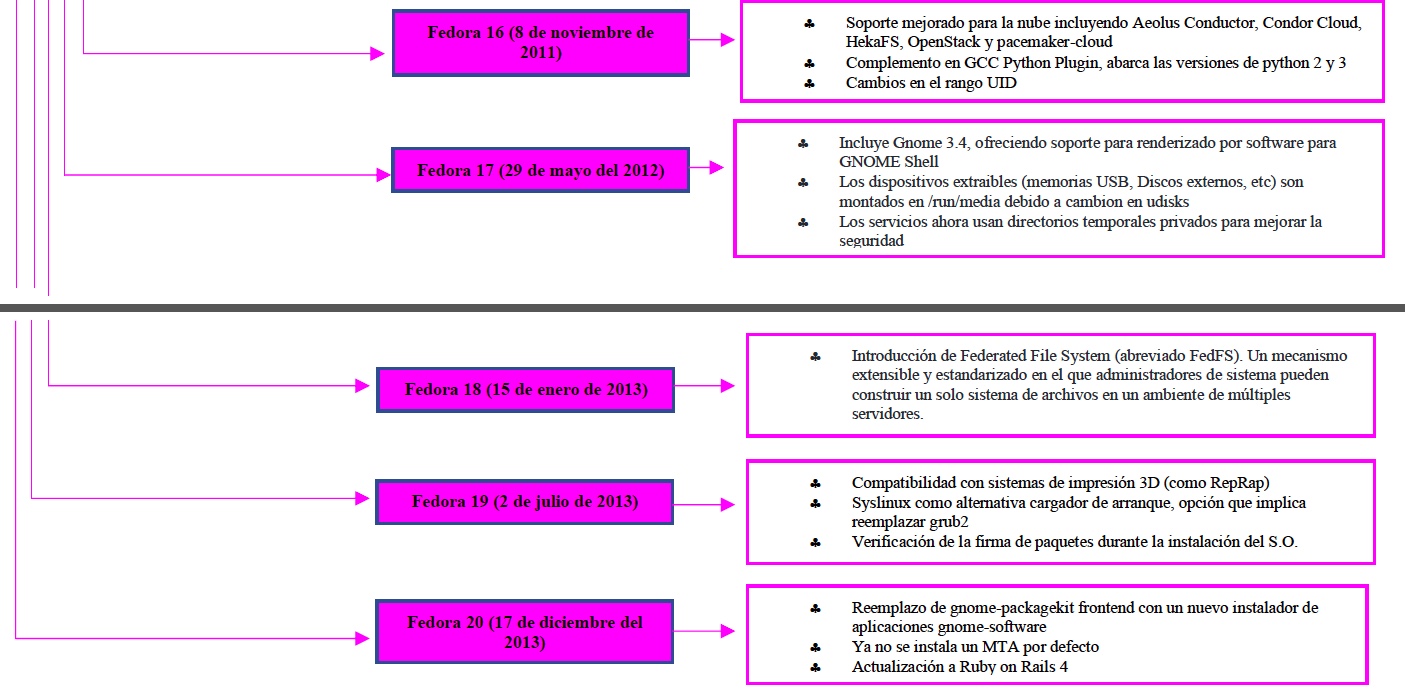 Fedora 16 (8 de noviembre de
2011)
♣ Soporte mejorado para la nube incluyendo Aeolus Conductor, Condor Cloud,
HekaFS, OpenStack y pacemaker-cloud
♣ Complemento en GCC Python Plugin, abarca las versiones de python 2 y 3
♣ Cambios en el rango UID
Fedora 17 (29 de mayo del 2012)
♣ Incluye Gnome 3.4, ofreciendo soporte para renderizado por software para
GNOME Shell
♣ Los dispositivos extraibles (memorias USB, Discos externos, etc) son
montados en /run/media debido a cambion en udisks
♣ Los servicios ahora usan directorios temporales privados para mejorar la
seguridad
Fedora 18 (15 de enero de 2013)
♣ Introducción de Federated File System (abreviado FedFS). Un mecanismo
extensible y estandarizado en el que administradores de sistema pueden
construir un solo sistema de archivos en un ambiente de múltiples
servidores.
Fedora 19 (2 de julio de 2013)
♣ Compatibilidad con sistemas de impresión 3D (como RepRap)
♣ Syslinux como alternativa cargador de arranque, opción que implica
reemplazar grub2
♣ Verificación de la firma de paquetes durante la instalación del S.O.
Fedora 20 (17 de diciembre del
2013)
♣ Reemplazo de gnome-packagekit frontend con un nuevo instalador de
aplicaciones gnome-software
♣ Ya no se instala un MTA por defecto
♣ Actualización a Ruby on Rails 4